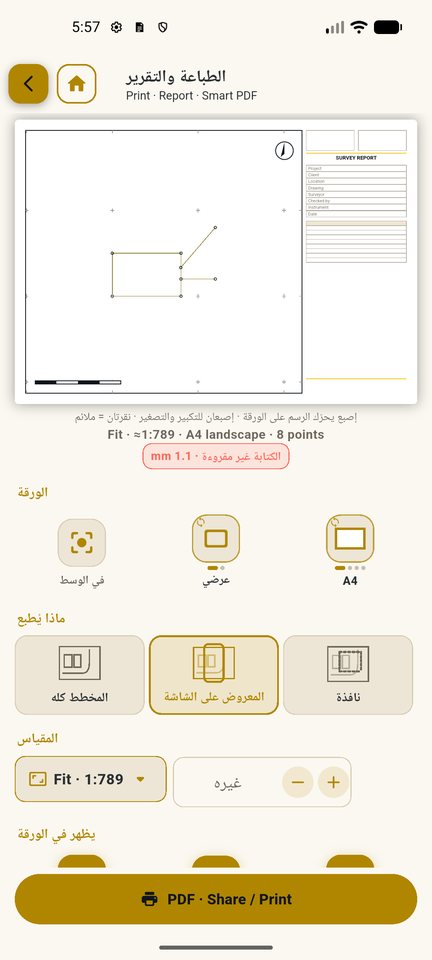 5:57
الطباعة والتقرير
Print · Report · Smart PDF
SURVEY REPORT
Project
Client
Location
Drawing
Surveyor
Checked by
Instrument
Date
إصبع يحرّك الرسم على الورقة · إصبعان للتكبير والتصغير · نقرتان = ملائم
Fit · ≈1:789 · A4 landscape · 8 points
الكتابة غير مقروءة · 1.1 mm
الورقة
A4
عرضي
في الوسط
ماذا يُطبع
نافذة
المعروض على الشاشة
المخطط كله
المقياس
Fit · 1:789
غيره
يظهر في الورقة
PDF · Share / Print